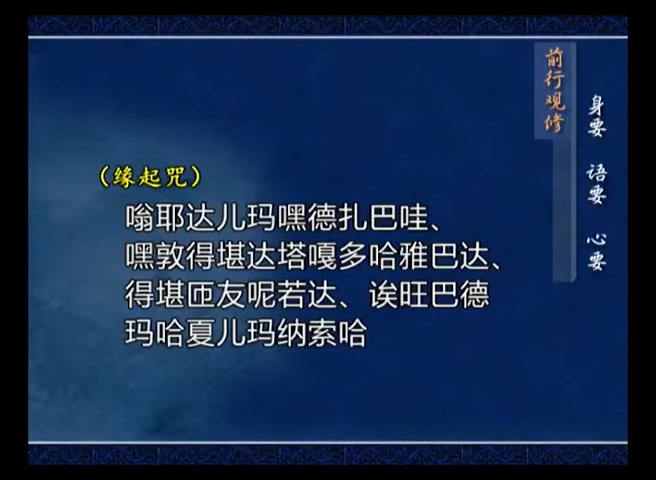 前行观修
身要 语要 心要
（缘起咒）
嗡耶达儿玛嘿德扎巴哇、
嘿敦得堪达塔嘎多哈雅巴达、
得堪匝友呢若达、诶旺巴德
玛哈夏儿玛纳索哈